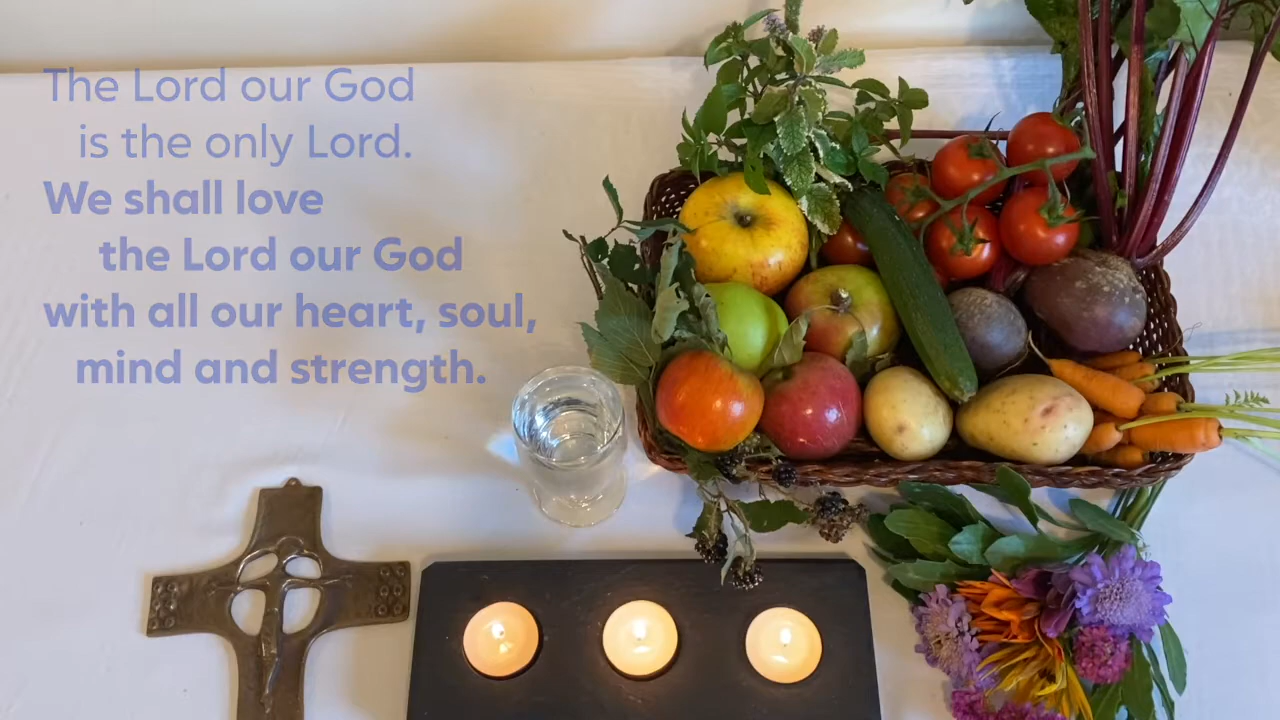 The Lord our God
is the only Lord.
We shall love
the Lord our God
with all our heart, soul,
mind and strength.